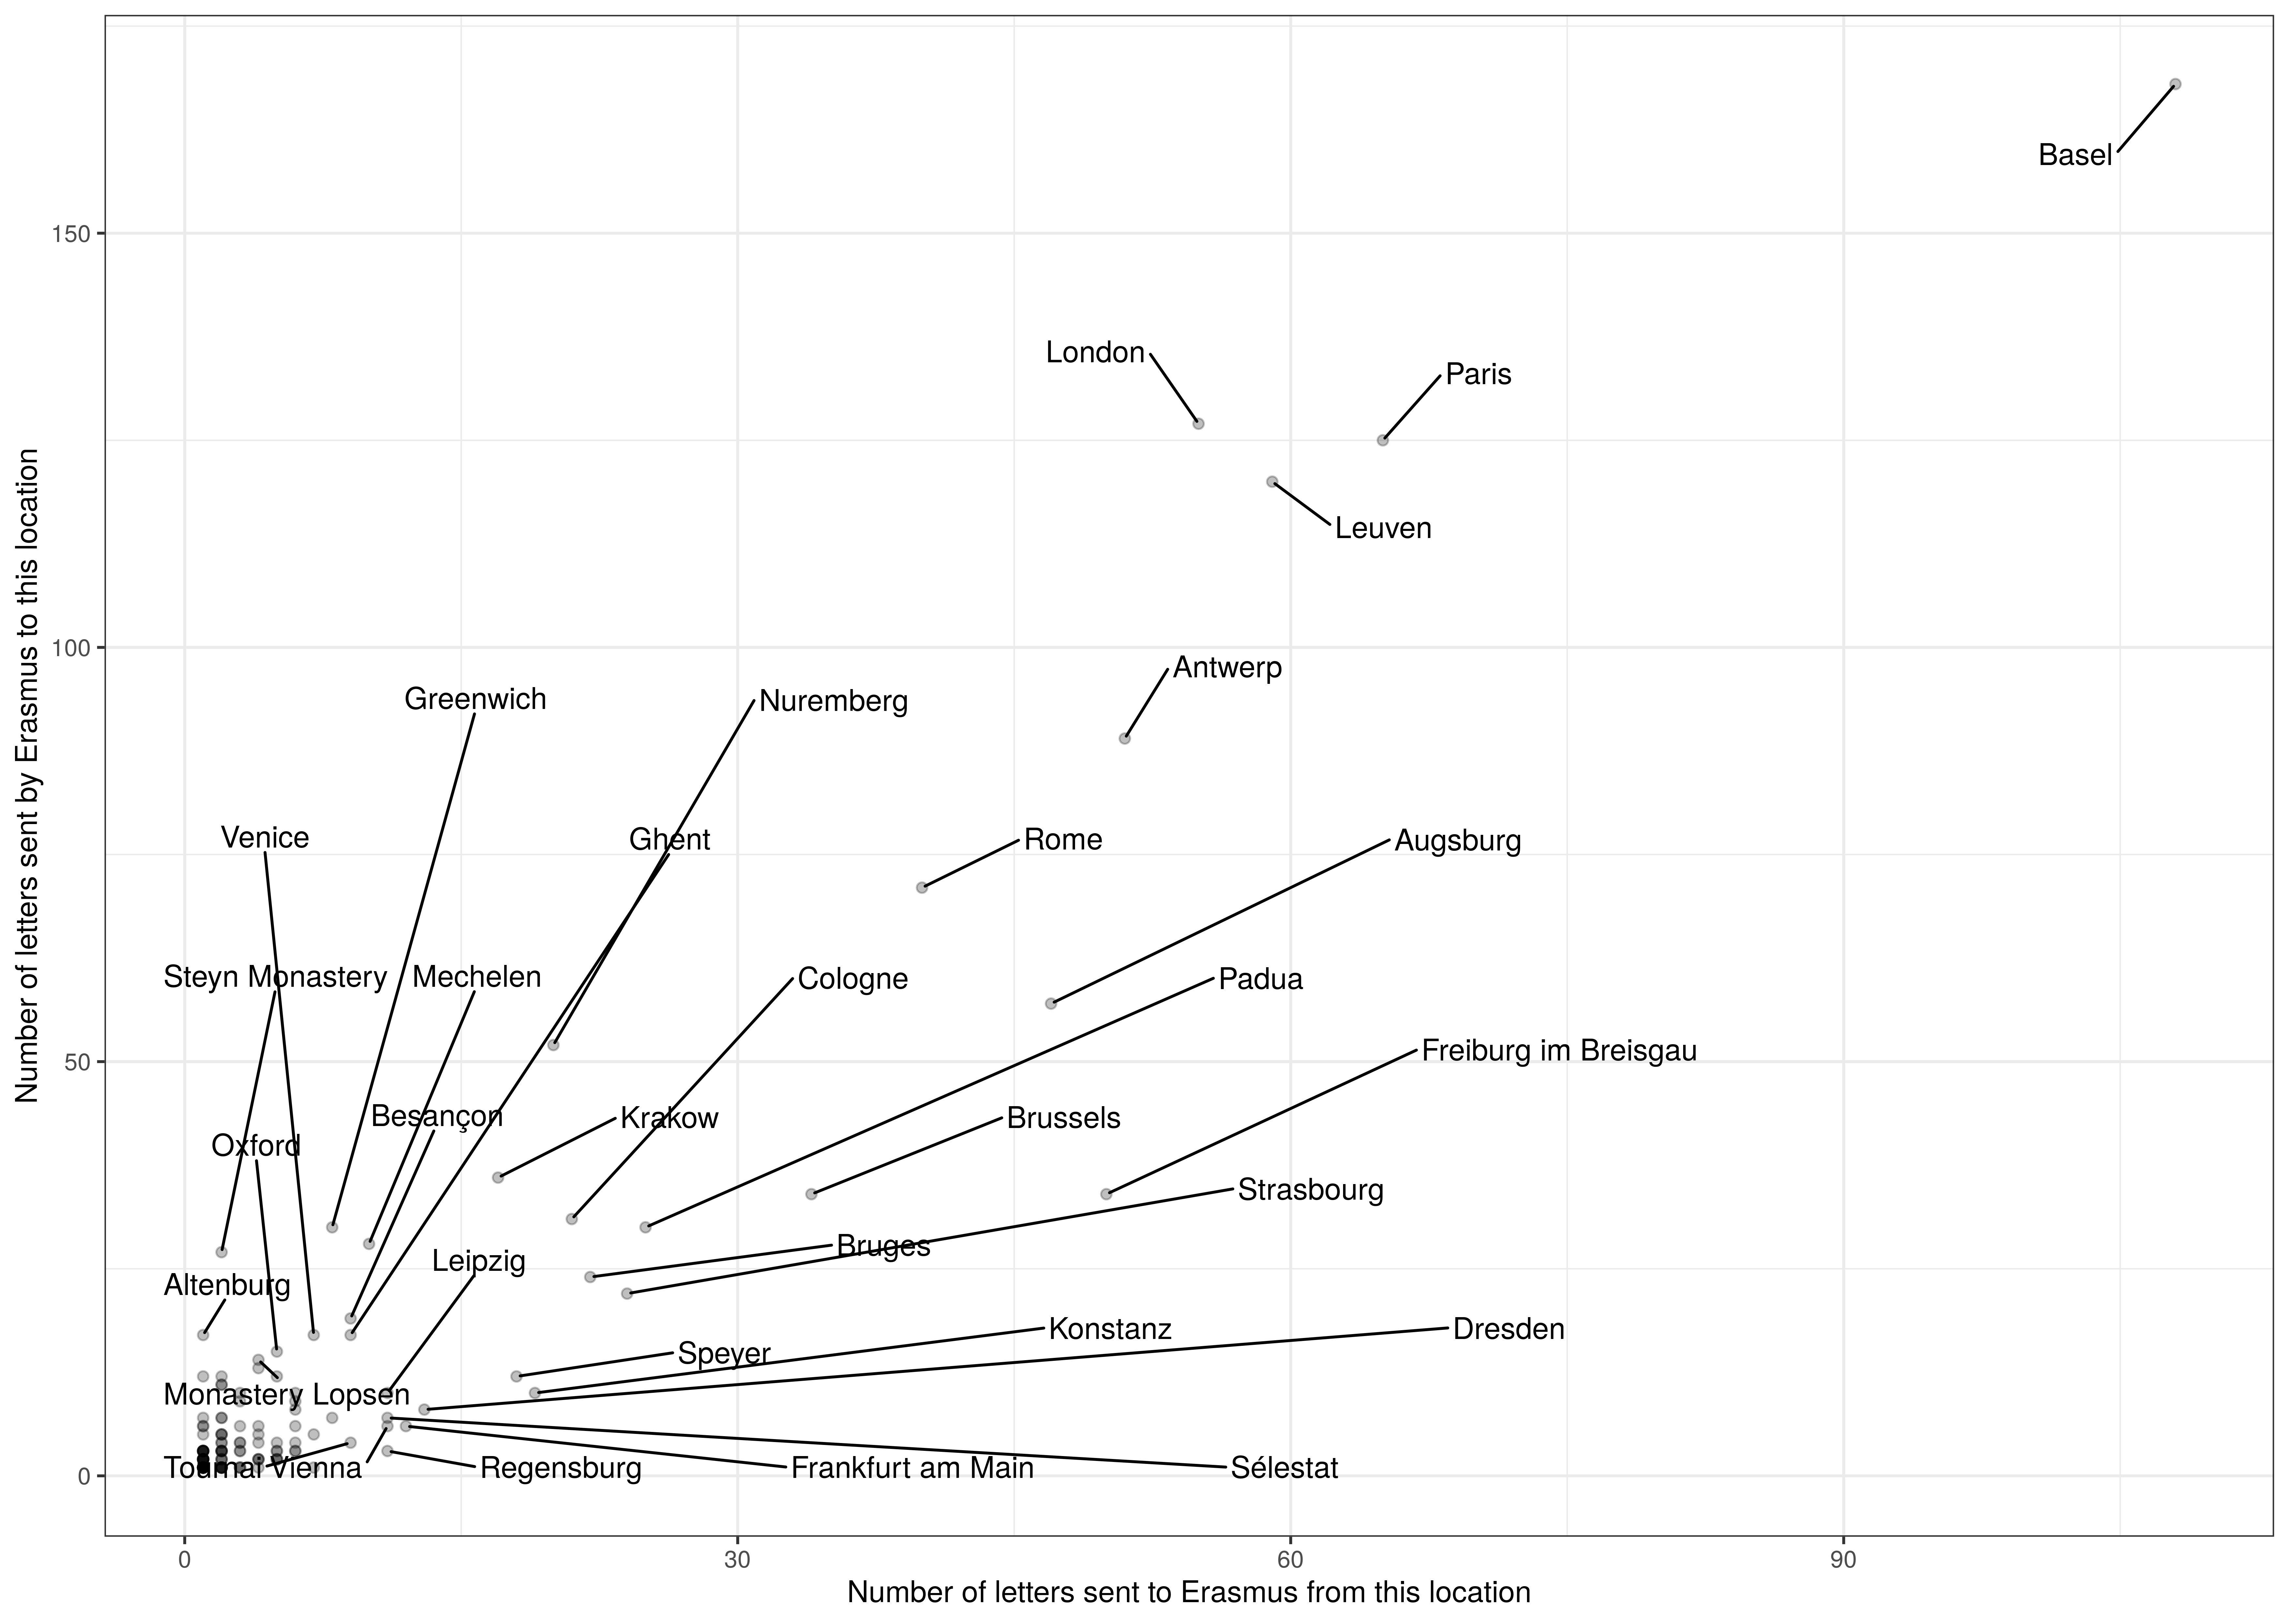 Basel
150
London
Paris
Leuven
100
Antwerp
Greenwich
Nuremberg
Venice
Ghent
Rome
Augsburg
Steyn Monastery
Mechelen
Cologne
Padua
50
Freiburg im Breisgau
Besançon
Krakow
Brussels
Oxford
Strasbourg
Bruges
Leipzig
Altenburg
Konstanz
Dresden
Speyer
Monastery Lopsen
0
Tournai
Vienna
Regensburg
Frankfurt am Main
Sélestat
0
30
60
90
Number of letters sent to Erasmus from this location
Number of letters sent by Erasmus to this location